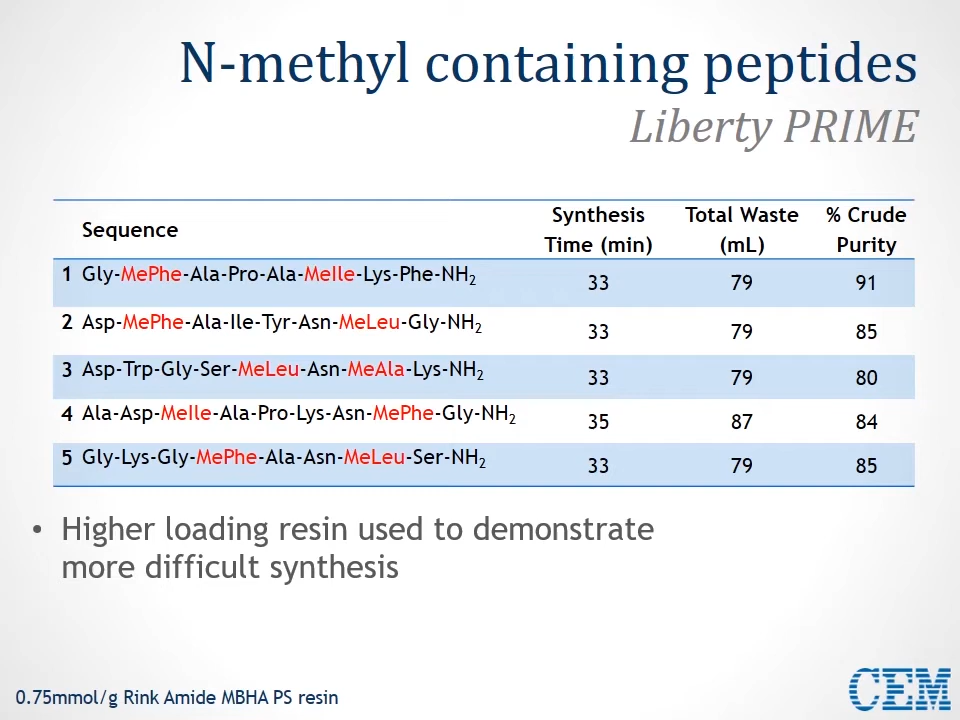 N-methyl containing peptides
Liberty PRIME
Sequence Synthesis Time (min) Total Waste (mL) % Crude Purity
1 Gly-MePhe-Ala-Pro-Ala-MeIle-Lys-Phe-NH₂ 33 79 91
2 Asp-MePhe-Ala-Ile-Tyr-Asn-MeLeu-Gly-NH₂ 33 79 85
3 Asp-Trp-Gly-Ser-MeLeu-Asn-MeAla-Lys-NH₂ 33 79 80
4 Ala-Asp-MeIle-Ala-Pro-Lys-Asn-MePhe-Gly-NH₂ 35 87 84
5 Gly-Lys-Gly-MePhe-Ala-Asn-MeLeu-Ser-NH₂ 33 79 85
• Higher loading resin used to demonstrate
more difficult synthesis
0.75mmol/g Rink Amide MBHA PS resin
CEM